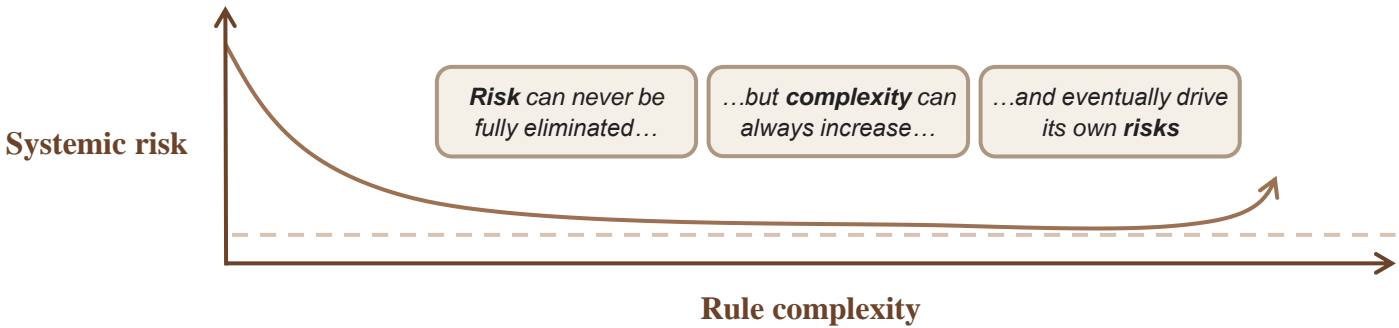 Systemic risk
Risk can never be
fully eliminated…
…but complexity can
always increase…
…and eventually drive
its own risks
Rule complexity